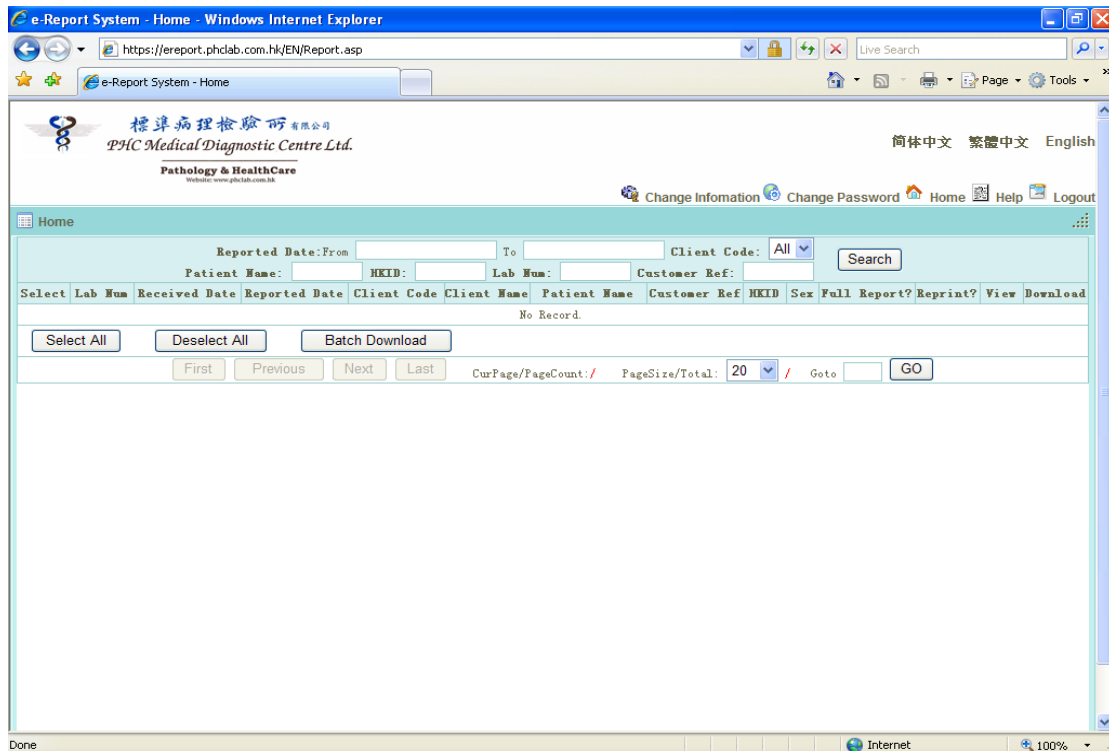 e-Report System - Home - Windows Internet Explorer
https://ereport.phclab.com.hk/EN/Report.asp
Live Search
e-Report System - Home
Page
Tools
標準病理檢驗所有限公司
PHC Medical Diagnostic Centre Ltd.
Pathology & HealthCare
Website: www.phclab.com.hk
简体中文 繁體中文 English
Change Infomation Change Password Home Help Logout
Home
Reported Date:From To Client Code: All Search
Patient Name: HKID: Lab Num: Customer Ref:
Select Lab Num Received Date Reported Date Client Code Client Name Patient Name Customer Ref HKID Sex Full Report? Reprint? View Download
No Record.
Select All Deselect All Batch Download
First Previous Next Last CurPage/PageCount:/ PageSize/Total: 20 / Goto GO
Done Internet 100%